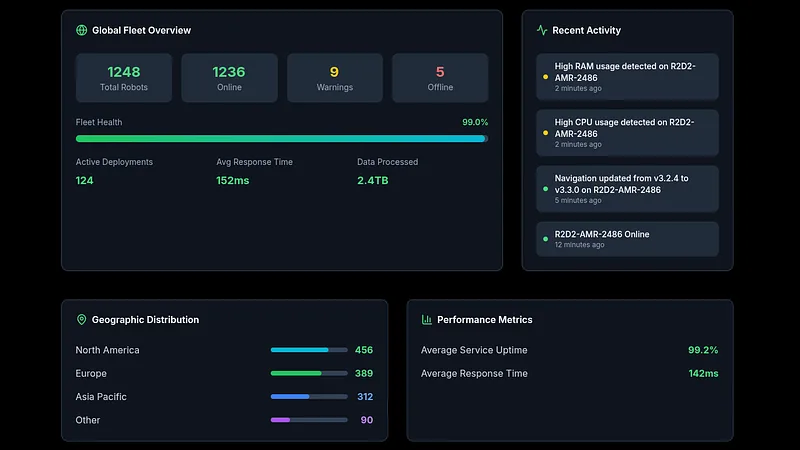 Global Fleet Overview
1248
Total Robots
1236
Online
9
Warnings
5
Offline
Fleet Health
99.0%
Active Deployments
124
Avg Response Time
152ms
Data Processed
2.4TB
Recent Activity
High RAM usage detected on R2D2-
AMR-2486
2 minutes ago
High CPU usage detected on R2D2-
AMR-2486
2 minutes ago
Navigation updated from v3.2.4 to
v3.3.0 on R2D2-AMR-2486
5 minutes ago
R2D2-AMR-2486 Online
12 minutes ago
Geographic Distribution
North America 456
Europe 389
Asia Pacific 312
Other 90
Performance Metrics
Average Service Uptime 99.2%
Average Response Time 142ms